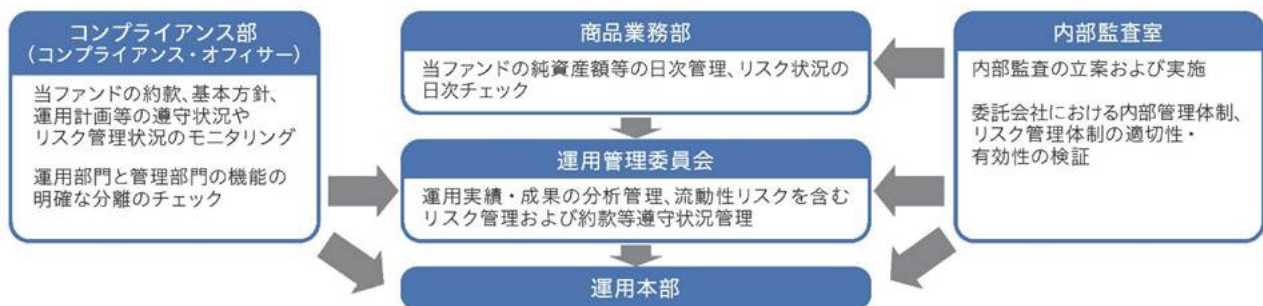 コンプライアンス部
（コンプライアンス・オフィサー）
当ファンドの約款、基本方針、
運用計画等の遵守状況や
リスク管理状況のモニタリング
運用部門と管理部門の機能の
明確な分離のチェック
商品業務部
当ファンドの純資産額等の日次管理、リスク状況の
日次チェック
運用管理委員会
運用実績・成果の分析管理、流動性リスクを含む
リスク管理および約款等遵守状況管理
運用本部
内部監査室
内部監査の立案および実施
委託会社における内部管理体制、
リスク管理体制の適切性・
有効性の検証